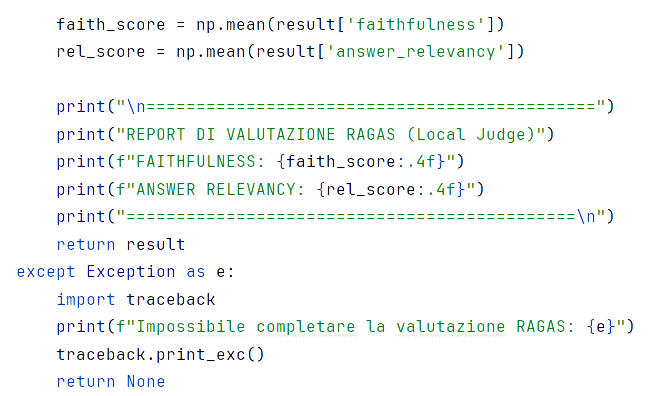 faith_score = np.mean(result['faithfulness'])
    rel_score = np.mean(result['answer_relevancy'])

    print("\n=============================================")
    print("REPORT DI VALUTAZIONE RAGAS (Local Judge)")
    print(f"FAITHFULNESS: {faith_score:.4f}")
    print(f"ANSWER RELEVANCY: {rel_score:.4f}")
    print("=============================================\n")
    return result
except Exception as e:
    import traceback
    print(f"Impossibile completare la valutazione RAGAS: {e}")
    traceback.print_exc()
    return None